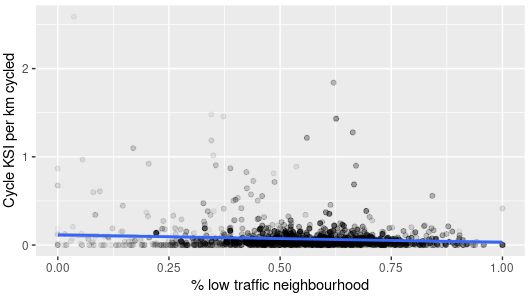 Cycle KSI per km cycled
2
1
0
0.00 0.25 0.50 0.75 1.00
% low traffic neighbourhood